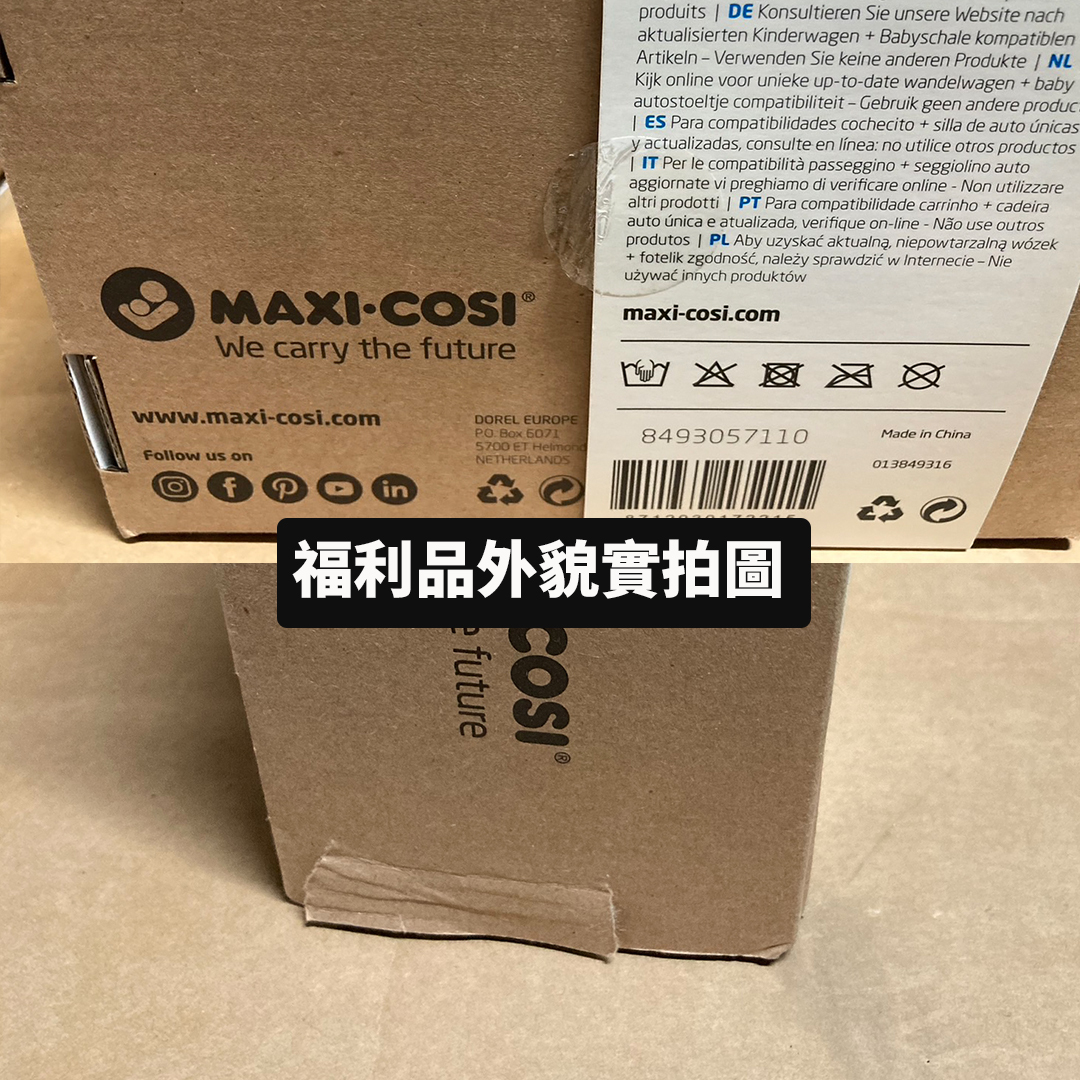 produits | DE Konsultieren Sie unsere Website nach
aktualisierten Kinderwagen + Babyschale kompatiblen
Artikeln – Verwenden Sie keine anderen Produkte | NL
Kijk online voor unieke up-to-date wandelwagen + baby
autostoeltje compatibiliteit – Gebruik geen andere
| ES Para compatibilidades cochecito + silla de auto únicas
y actualizadas, consulte en línea: no utilice otros productos
| IT Per le compatibilità passeggino + seggiolino auto
aggiornate vi preghiamo di verificare online - Non utilizzare
altri prodotti | PT Para compatibilidade carrinho + cadeira
auto única e atualizada, verifique on-line - Não use outros
produtos | PL Aby uzyskać aktualną, niepowtarzalną wózek
+ fotelik zgodność, należy sprawdzić w Internecie – Nie
używać innych produktów
MAXI·COSI®
We carry the future
maxi-cosi.com
www.maxi-cosi.com
Follow us on
DOREL EUROPE
P.O. Box 6071
5700 ET Helmond
NETHERLANDS
8493057110
Made in China
013849316
福利品外貌實拍圖
future
COSI®